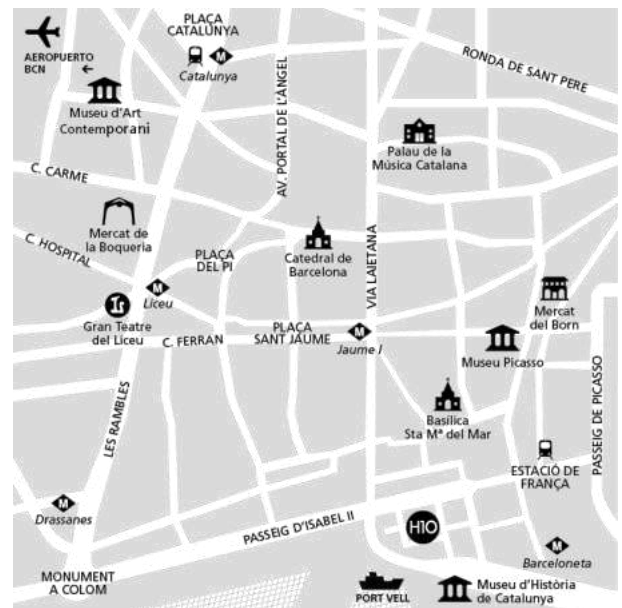 PLAÇA
CATALUNYA
M
Catalunya
AEROPUERTO
BCN
RONDA DE SANT PERE
Museu d'Art
Contemporani
AV. PORTAL DE L'ÀNGEL
Palau de la
Música Catalana
C. CARME
Mercat de
la Boqueria
C. HOSPITAL
PLAÇA
DEL PI
Catedral de
Barcelona
VIA LAIETANA
M
Liceu
Gran Teatre
del Liceu
C. FERRAN
PLAÇA
SANT JAUME
M
Jaume I
Mercat
del Born
Museu Picasso
LES RAMBLES
Basílica
Sta Mª del Mar
PASSEIG DE PICASSO
ESTACIÓ DE
FRANÇA
M
Drassanes
PASSEIG D'ISABEL II
H10
M
Barceloneta
MONUMENT
A COLOM
PORT VELL
Museu d'Història
de Catalunya